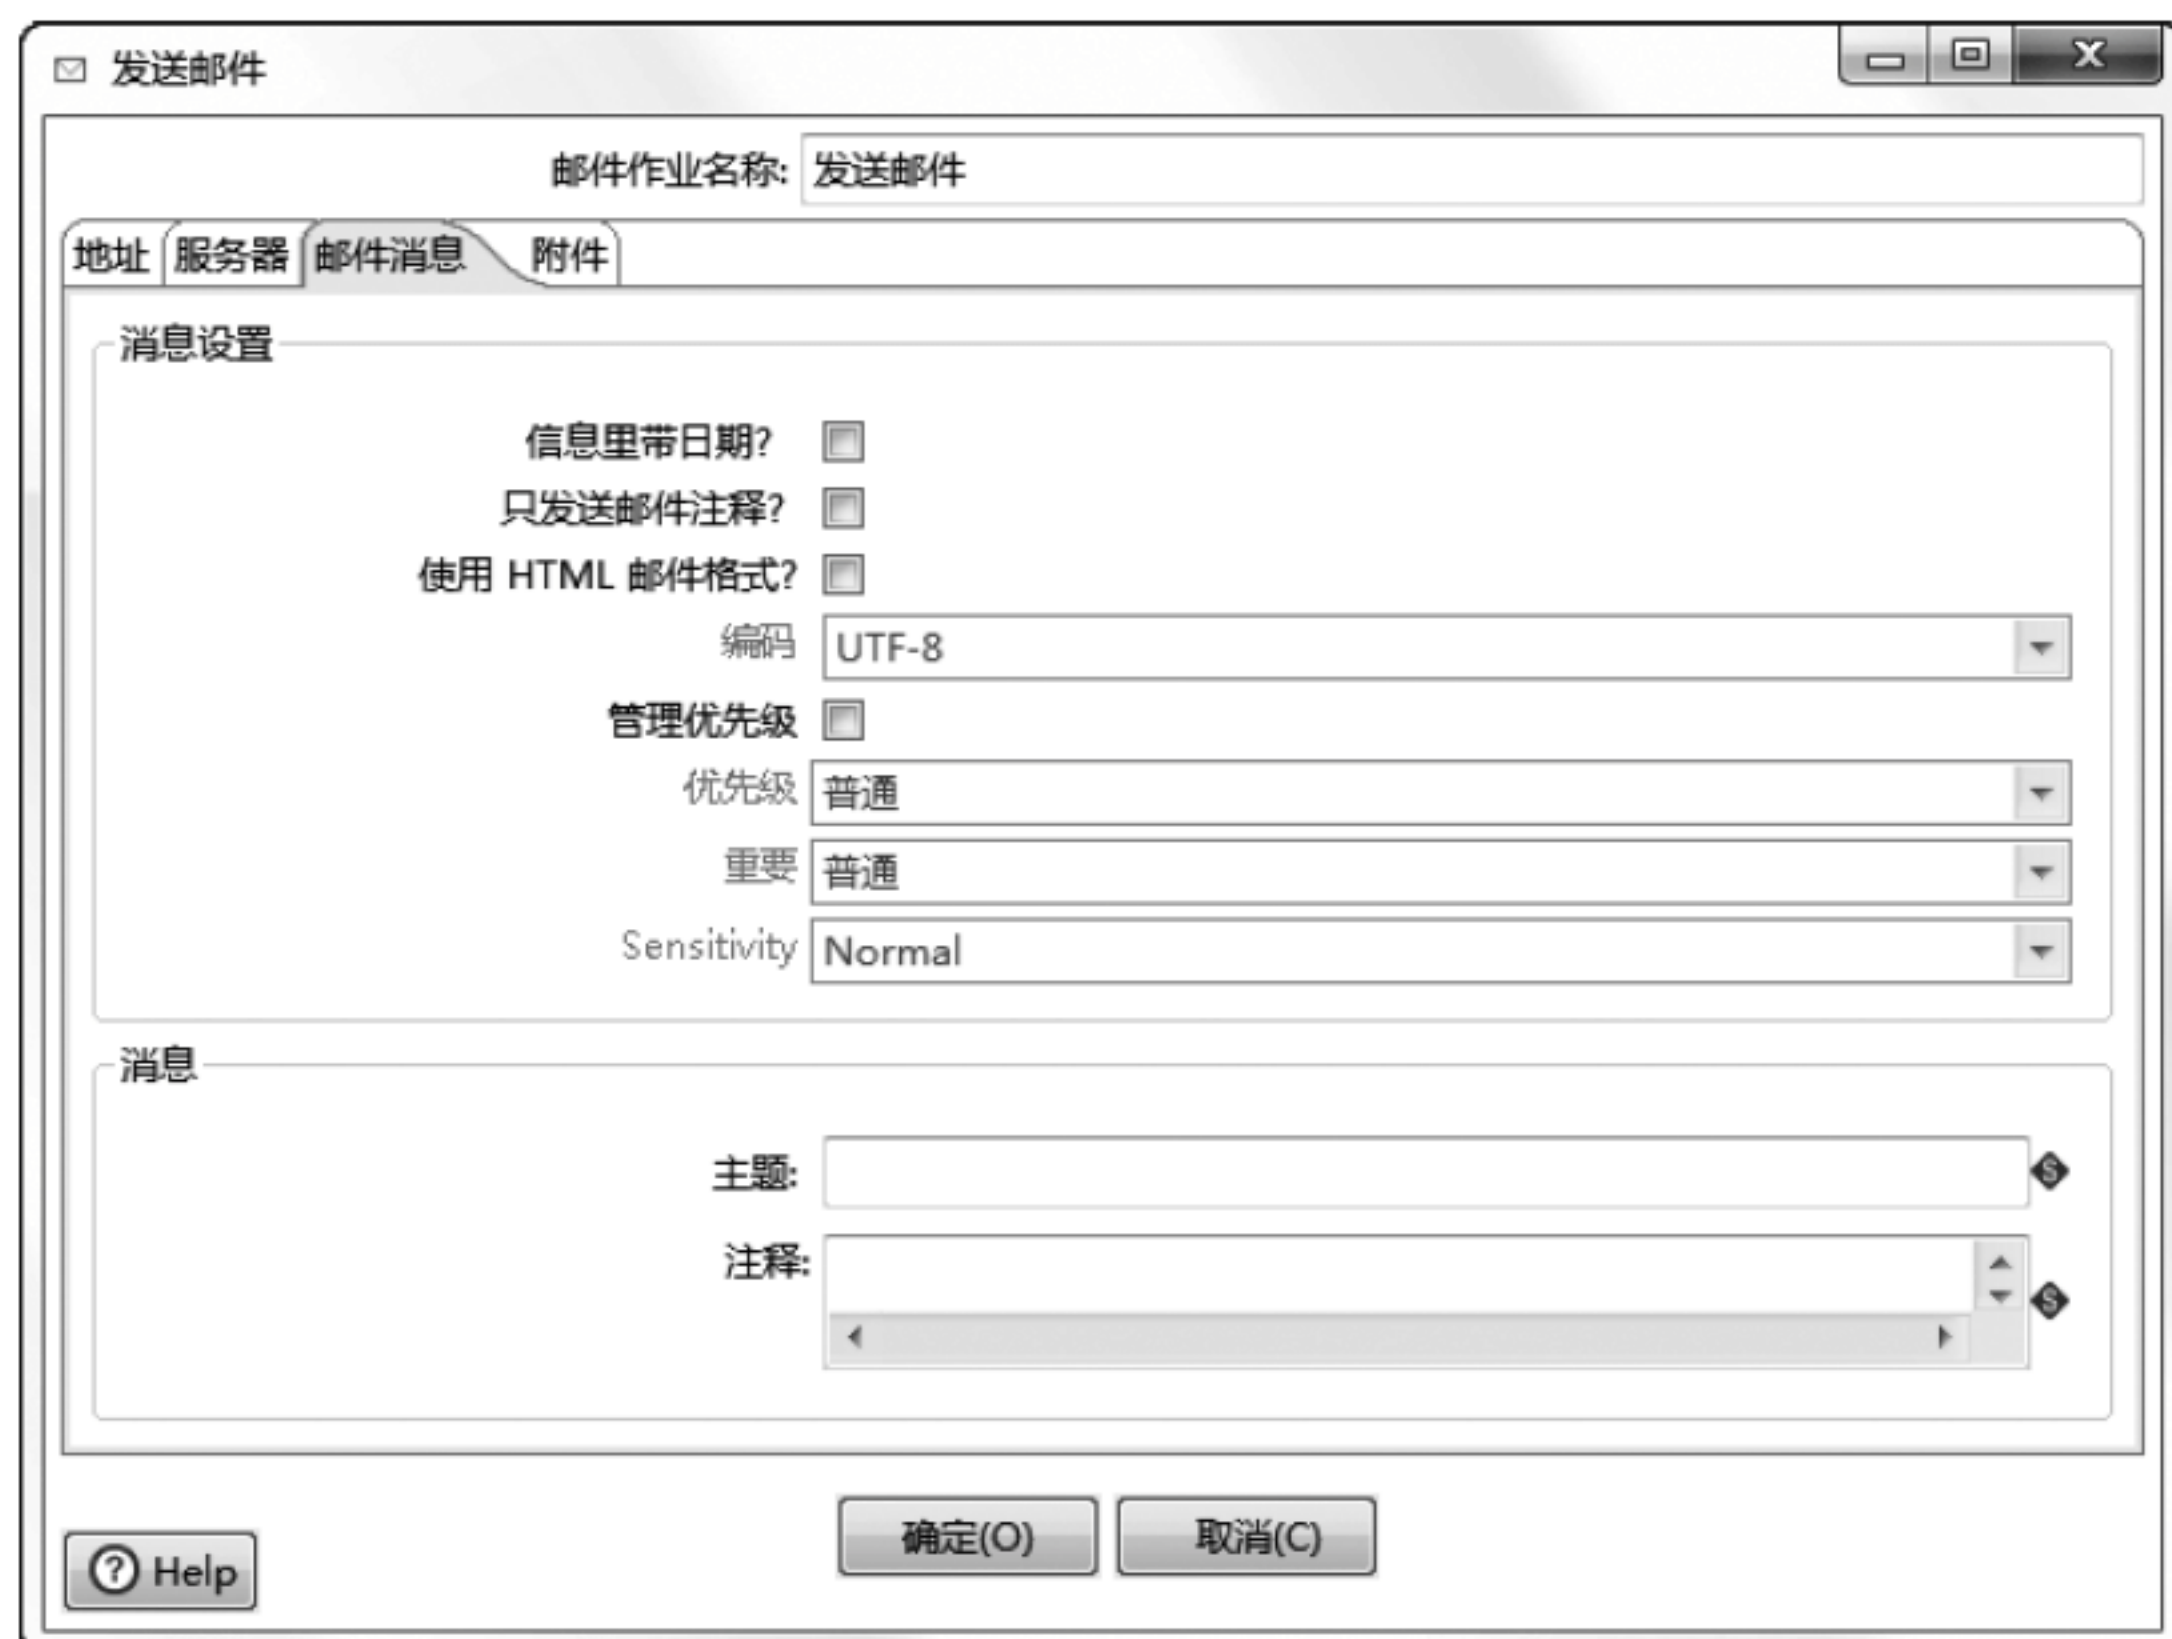 发送邮件
邮件作业名称: 发送邮件
地址 服务器 邮件消息 附件
消息设置
信息里带日期?
只发送邮件注释?
使用 HTML 邮件格式?
编码 UTF-8
管理优先级
优先级 普通
重要 普通
Sensitivity Normal
消息
主题:
注释:
确定(O) 取消(C)
Help